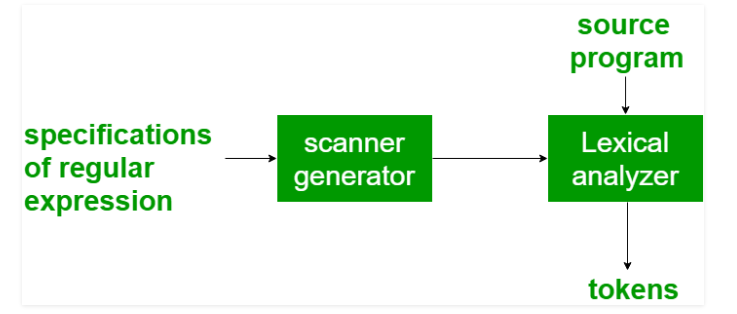 source
program
specifications
of regular
expression
scanner
generator
Lexical
analyzer
tokens